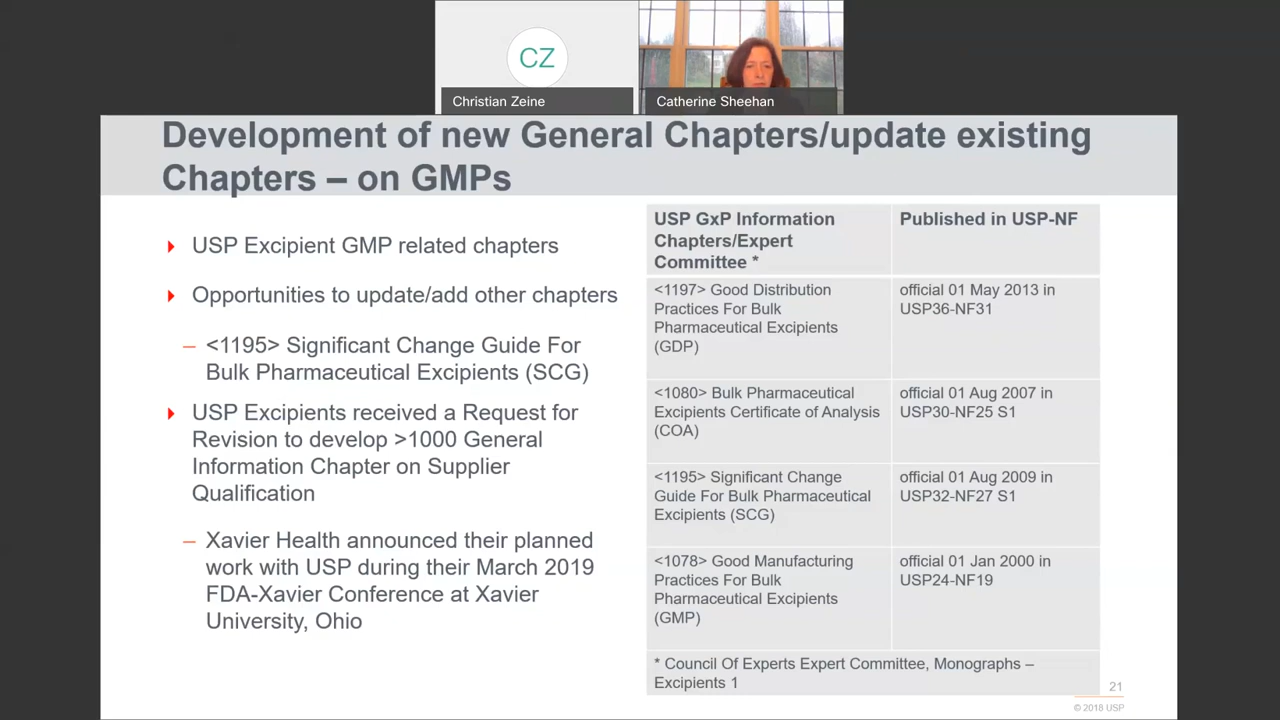 CZ
Christian Zeine
Catherine Sheehan
Development of new General Chapters/update existing
Chapters – on GMPs
USP Excipient GMP related chapters
Opportunities to update/add other chapters
– <1195> Significant Change Guide For
Bulk Pharmaceutical Excipients (SCG)
USP Excipients received a Request for
Revision to develop >1000 General
Information Chapter on Supplier
Qualification
– Xavier Health announced their planned
work with USP during their March 2019
FDA-Xavier Conference at Xavier
University, Ohio
USP GxP Information
Chapters/Expert
Committee *
Published in USP-NF
<1197> Good Distribution
Practices For Bulk
Pharmaceutical Excipients
(GDP)
official 01 May 2013 in
USP36-NF31
<1080> Bulk Pharmaceutical
Excipients Certificate of Analysis
(COA)
official 01 Aug 2007 in
USP30-NF25 S1
<1195> Significant Change
Guide For Bulk Pharmaceutical
Excipients (SCG)
official 01 Aug 2009 in
USP32-NF27 S1
<1078> Good Manufacturing
Practices For Bulk
Pharmaceutical Excipients
(GMP)
official 01 Jan 2000 in
USP24-NF19
* Council Of Experts Expert Committee, Monographs –
Excipients 1
21
© 2018 USP